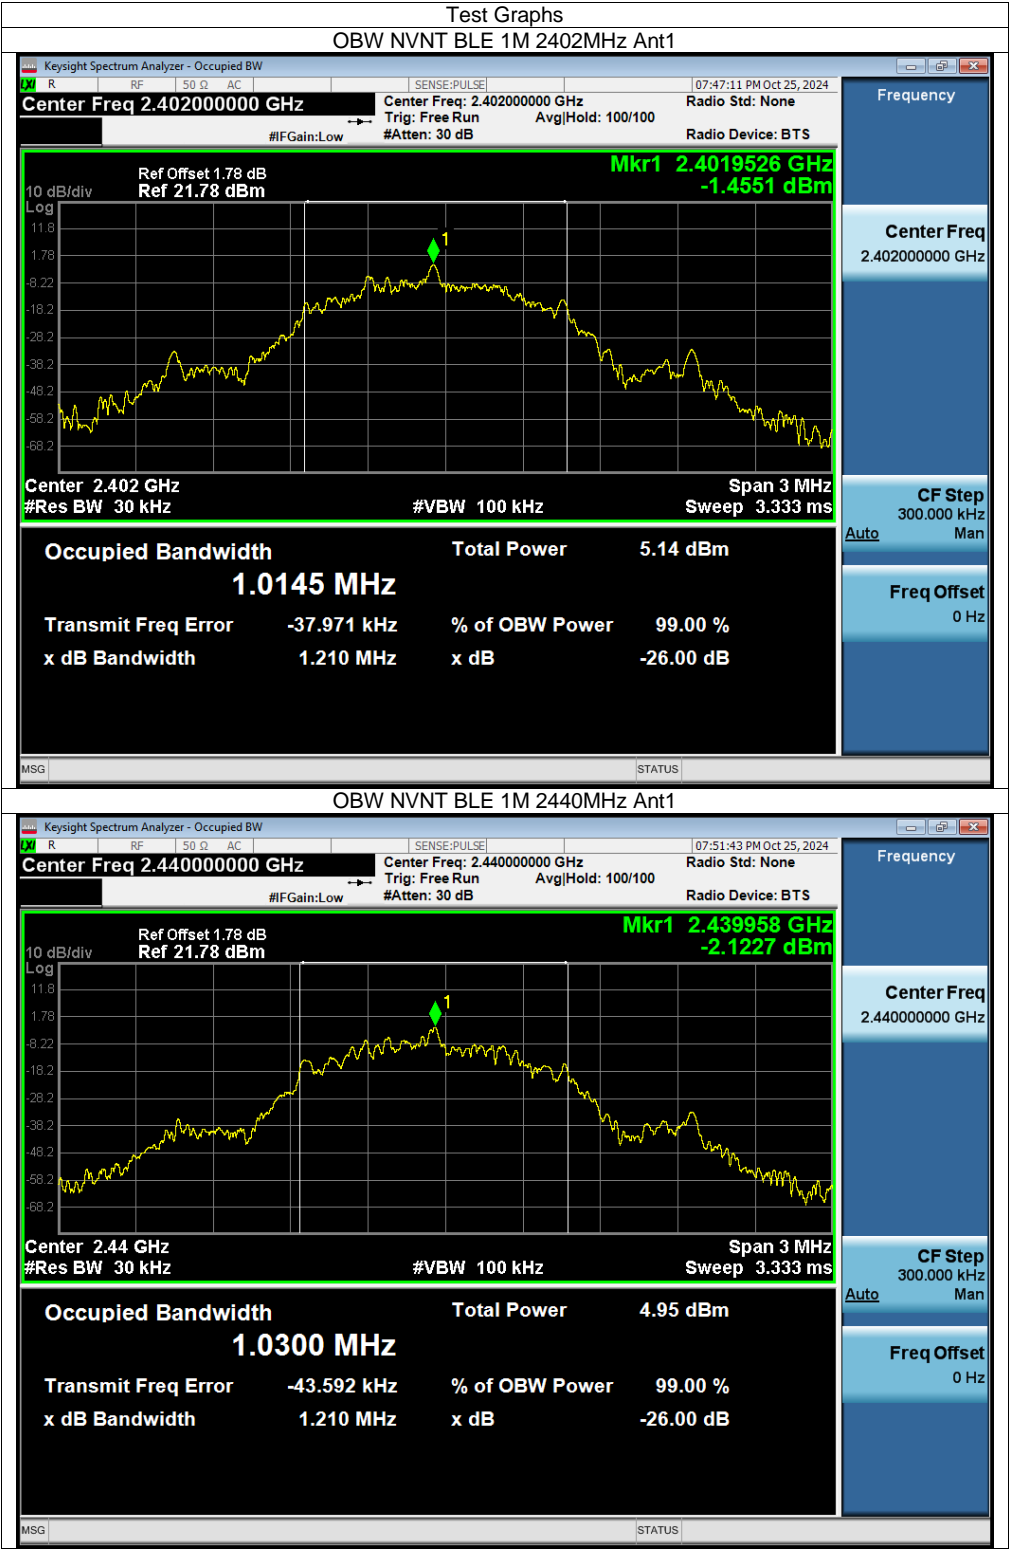 Test Graphs
OBW NVNT BLE 1M 2402MHz Ant1
Keysight Spectrum Analyzer - Occupied BW
LXI R RF 50 Ω AC SENSE:PULSE 07:47:11 PM Oct 25, 2024
Center Freq 2.402000000 GHz
Center Freq: 2.402000000 GHz Radio Std: None
Trig: Free Run Avg|Hold: 100/100
#IFGain:Low #Atten: 30 dB Radio Device: BTS
Frequency
Mkr1 2.4019526 GHz
-1.4551 dBm
Ref Offset 1.78 dB
10 dB/div Ref 21.78 dBm
Log
11.8
1.78
-8.22
-18.2
-28.2
-38.2
-48.2
-58.2
-68.2
1
Center 2.402 GHz Span 3 MHz
#Res BW 30 kHz #VBW 100 kHz Sweep 3.333 ms
Occupied Bandwidth Total Power 5.14 dBm
1.0145 MHz
Transmit Freq Error -37.971 kHz % of OBW Power 99.00 %
x dB Bandwidth 1.210 MHz x dB -26.00 dB
Center Freq
2.402000000 GHz
CF Step
300.000 kHz
Auto Man
Freq Offset
0 Hz
MSG STATUS
OBW NVNT BLE 1M 2440MHz Ant1
Keysight Spectrum Analyzer - Occupied BW
LXI R RF 50 Ω AC SENSE:PULSE 07:51:43 PM Oct 25, 2024
Center Freq 2.440000000 GHz
Center Freq: 2.440000000 GHz Radio Std: None
Trig: Free Run Avg|Hold: 100/100
#IFGain:Low #Atten: 30 dB Radio Device: BTS
Frequency
Mkr1 2.439958 GHz
-2.1227 dBm
Ref Offset 1.78 dB
10 dB/div Ref 21.78 dBm
Log
11.8
1.78
-8.22
-18.2
-28.2
-38.2
-48.2
-58.2
-68.2
1
Center 2.44 GHz Span 3 MHz
#Res BW 30 kHz #VBW 100 kHz Sweep 3.333 ms
Occupied Bandwidth Total Power 4.95 dBm
1.0300 MHz
Transmit Freq Error -43.592 kHz % of OBW Power 99.00 %
x dB Bandwidth 1.210 MHz x dB -26.00 dB
Center Freq
2.440000000 GHz
CF Step
300.000 kHz
Auto Man
Freq Offset
0 Hz
MSG STATUS